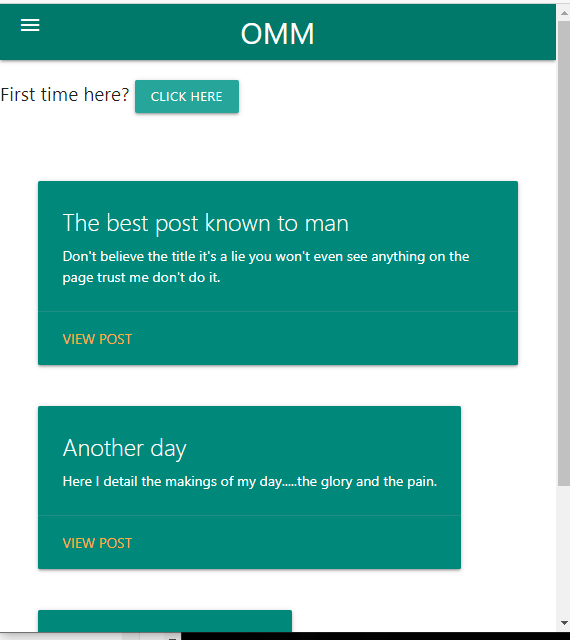 OMM
First time here? CLICK HERE
The best post known to man
Don't believe the title it's a lie you won't even see anything on the
page trust me don't do it.
VIEW POST
Another day
Here I detail the makings of my day.....the glory and the pain.
VIEW POST